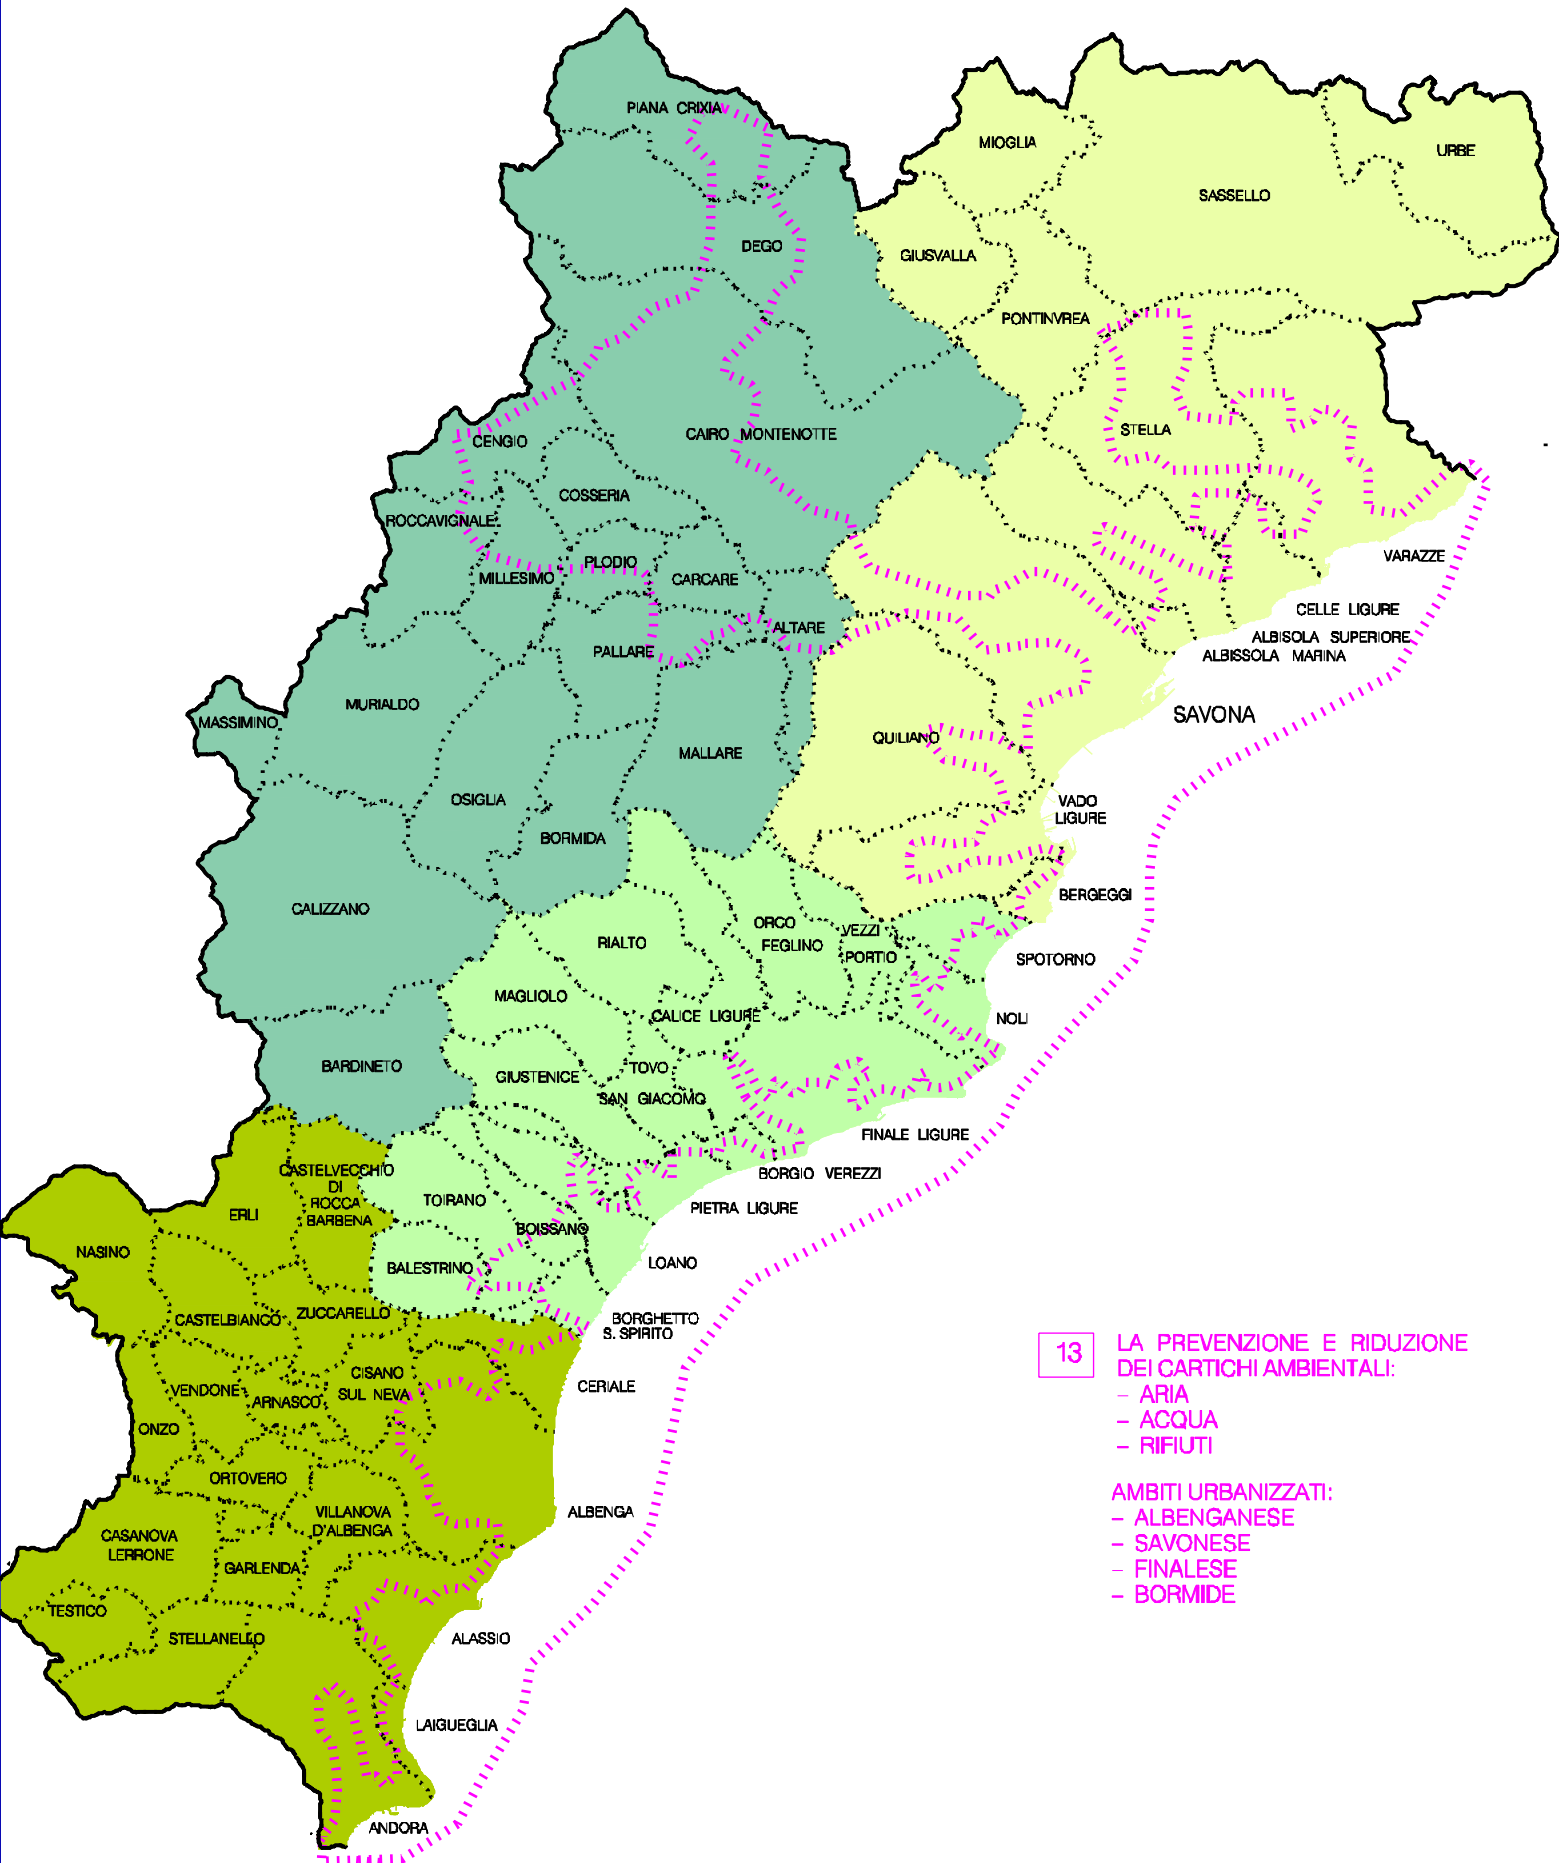 PIANA CRIXIA
MIOGLIA
URBE
SASSELLO
DEGO
GIUSVALLA
PONTINVREA
CENGIO
CAIRO MONTENOTTE
STELLA
COSSERIA
ROCCAVIGNALE
VARAZZE
PLODIO
MILLESIMO
CARCARE
CELLE LIGURE
ALTARE
ALBISOLA SUPERIORE
PALLARE
ALBISSOLA MARINA
MURIALDO
SAVONA
MASSIMINO
QUILIANO
MALLARE
OSIGLIA
VADO
LIGURE
BORMIDA
BERGEGGI
CALIZZANO
ORCO
FEGLINO
VEZZI
PORTIO
RIALTO
SPOTORNO
MAGLIOLO
CALICE LIGURE
NOLI
BARDINETO
GIUSTENICE
TOVO
SAN GIACOMO
FINALE LIGURE
CASTELVECCHIO
DI
ROCCA
BARBENA
BORGIO VEREZZI
TOIRANO
PIETRA LIGURE
ERLI
BOISSANO
NASINO
LOANO
BALESTRINO
CASTELBIANCO
ZUCCARELLO
BORGHETTO
S. SPIRITO
CISANO
SUL NEVA
CERIALE
VENDONE
ARNASCO
ONZO
ORTOVERO
VILLANOVA
D'ALBENGA
ALBENGA
CASANOVA
LERRONE
GARLENDA
TESTICO
STELLANELLO
ALASSIO
LAIGUEGLIA
ANDORA
13
LA PREVENZIONE E RIDUZIONE
DEI CARTICHI AMBIENTALI:
- ARIA
- ACQUA
- RIFIUTI
AMBITI URBANIZZATI:
- ALBENGANESE
- SAVONESE
- FINALESE
- BORMIDE